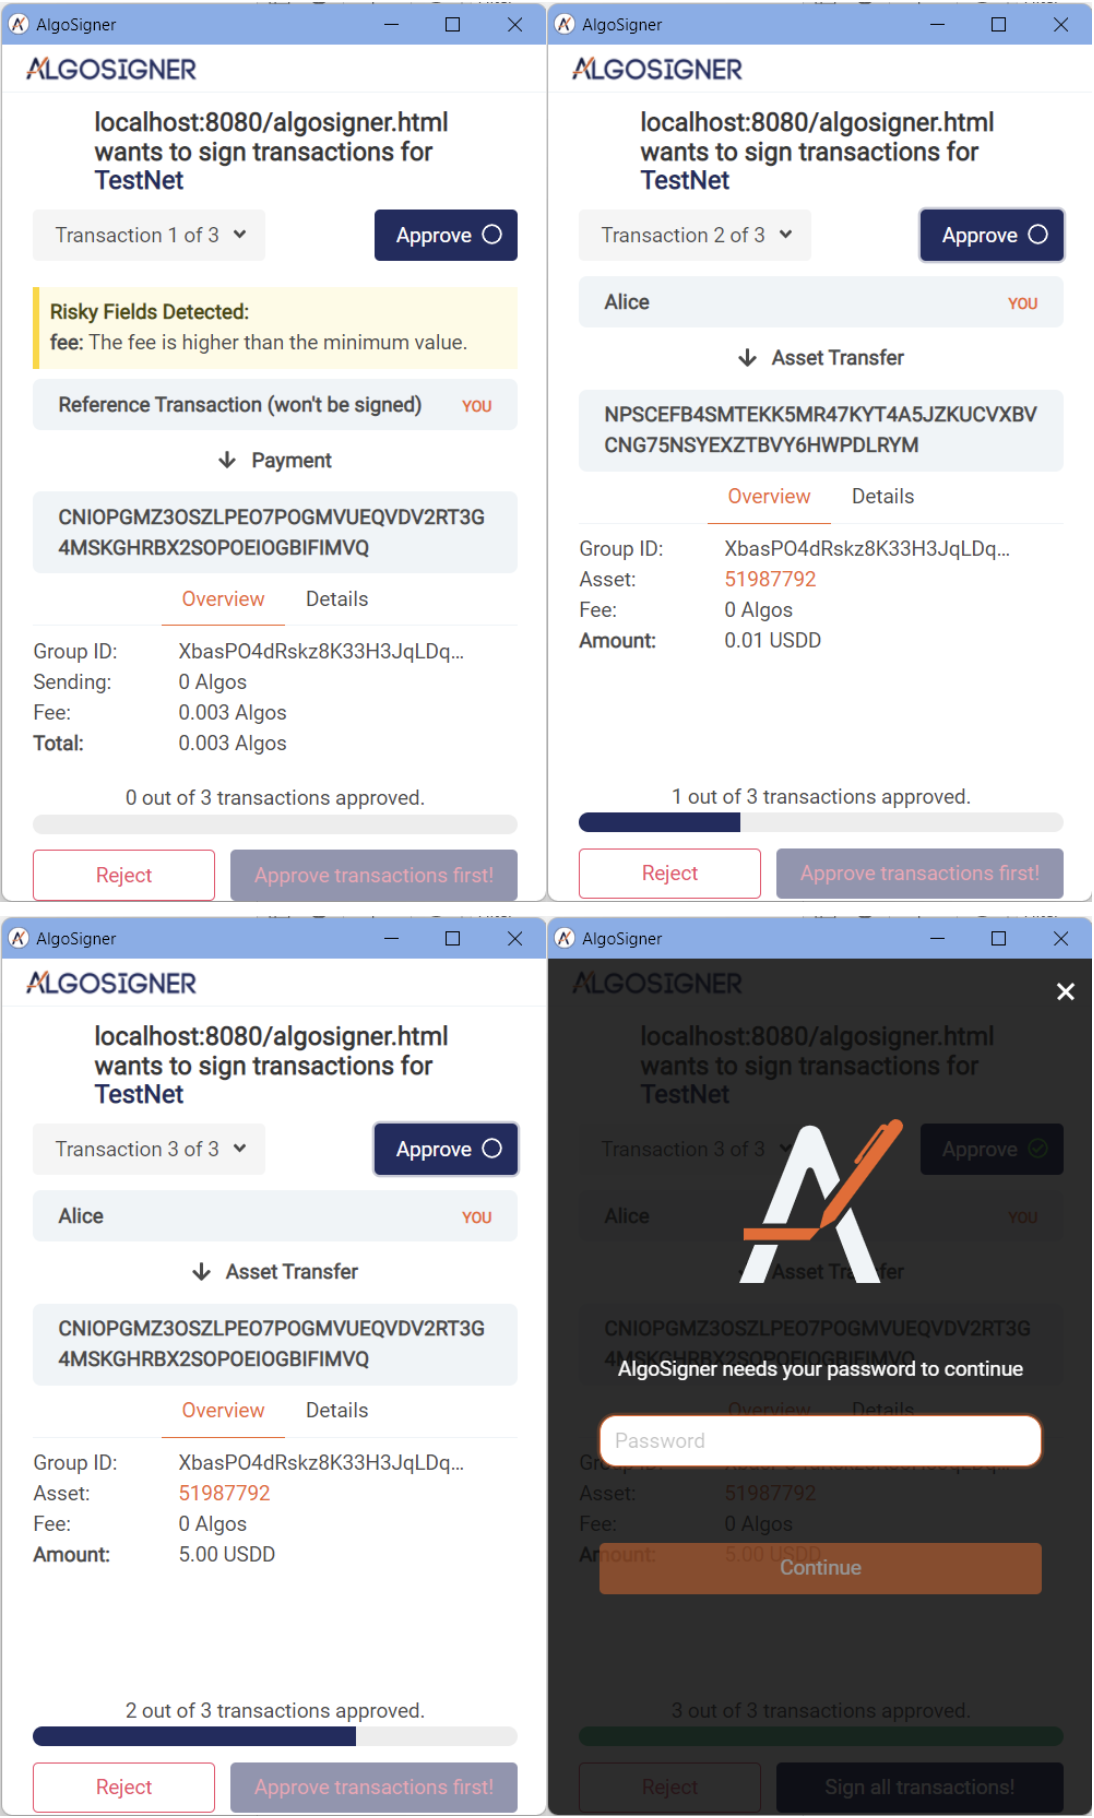 AlgoSigner
ALGOSIGNER
localhost:8080/algosigner.html
wants to sign transactions for
TestNet
Transaction 1 of 3
Approve
Risky Fields Detected:
fee: The fee is higher than the minimum value.
Reference Transaction (won't be signed) YOU
Payment
CNIOPGMZ3OSZLPEO7POGMVUEQVDV2RT3G
4MSKGHRBX2SOPOEIOGBIFIMVQ
Overview Details
Group ID: XbasPO4dRskz8K33H3JqLDq...
Sending: 0 Algos
Fee: 0.003 Algos
Total: 0.003 Algos
0 out of 3 transactions approved.
Reject Approve transactions first!
AlgoSigner
ALGOSIGNER
localhost:8080/algosigner.html
wants to sign transactions for
TestNet
Transaction 2 of 3
Approve
Alice YOU
Asset Transfer
NPSCEFB4SMTEKK5MR47KYT4A5JZKUCVXBV
CNG75NSYEXZTBVY6HWPDLRYM
Overview Details
Group ID: XbasPO4dRskz8K33H3JqLDq...
Asset: 51987792
Fee: 0 Algos
Amount: 0.01 USDD
1 out of 3 transactions approved.
Reject Approve transactions first!
AlgoSigner
ALGOSIGNER
localhost:8080/algosigner.html
wants to sign transactions for
TestNet
Transaction 3 of 3
Approve
Alice YOU
Asset Transfer
CNIOPGMZ3OSZLPEO7POGMVUEQVDV2RT3G
4MSKGHRBX2SOPOEIOGBIFIMVQ
Overview Details
Group ID: XbasPO4dRskz8K33H3JqLDq...
Asset: 51987792
Fee: 0 Algos
Amount: 5.00 USDD
2 out of 3 transactions approved.
Reject Approve transactions first!
AlgoSigner
ALGOSIGNER
localhost:8080/algosigner.html
wants to sign transactions for
TestNet
Transaction 3 of 3
Approve
Alice YOU
Asset Transfer
CNIOPGMZ3OSZLPEO7POGMVUEQVDV2RT3G
AlgoSigner needs your password to continue
Overview Details
Password
Asset: 51987792
Fee: 0 Algos
Amount: 5.00 USDD
Continue
3 out of 3 transactions approved.
Reject Sign all transactions!